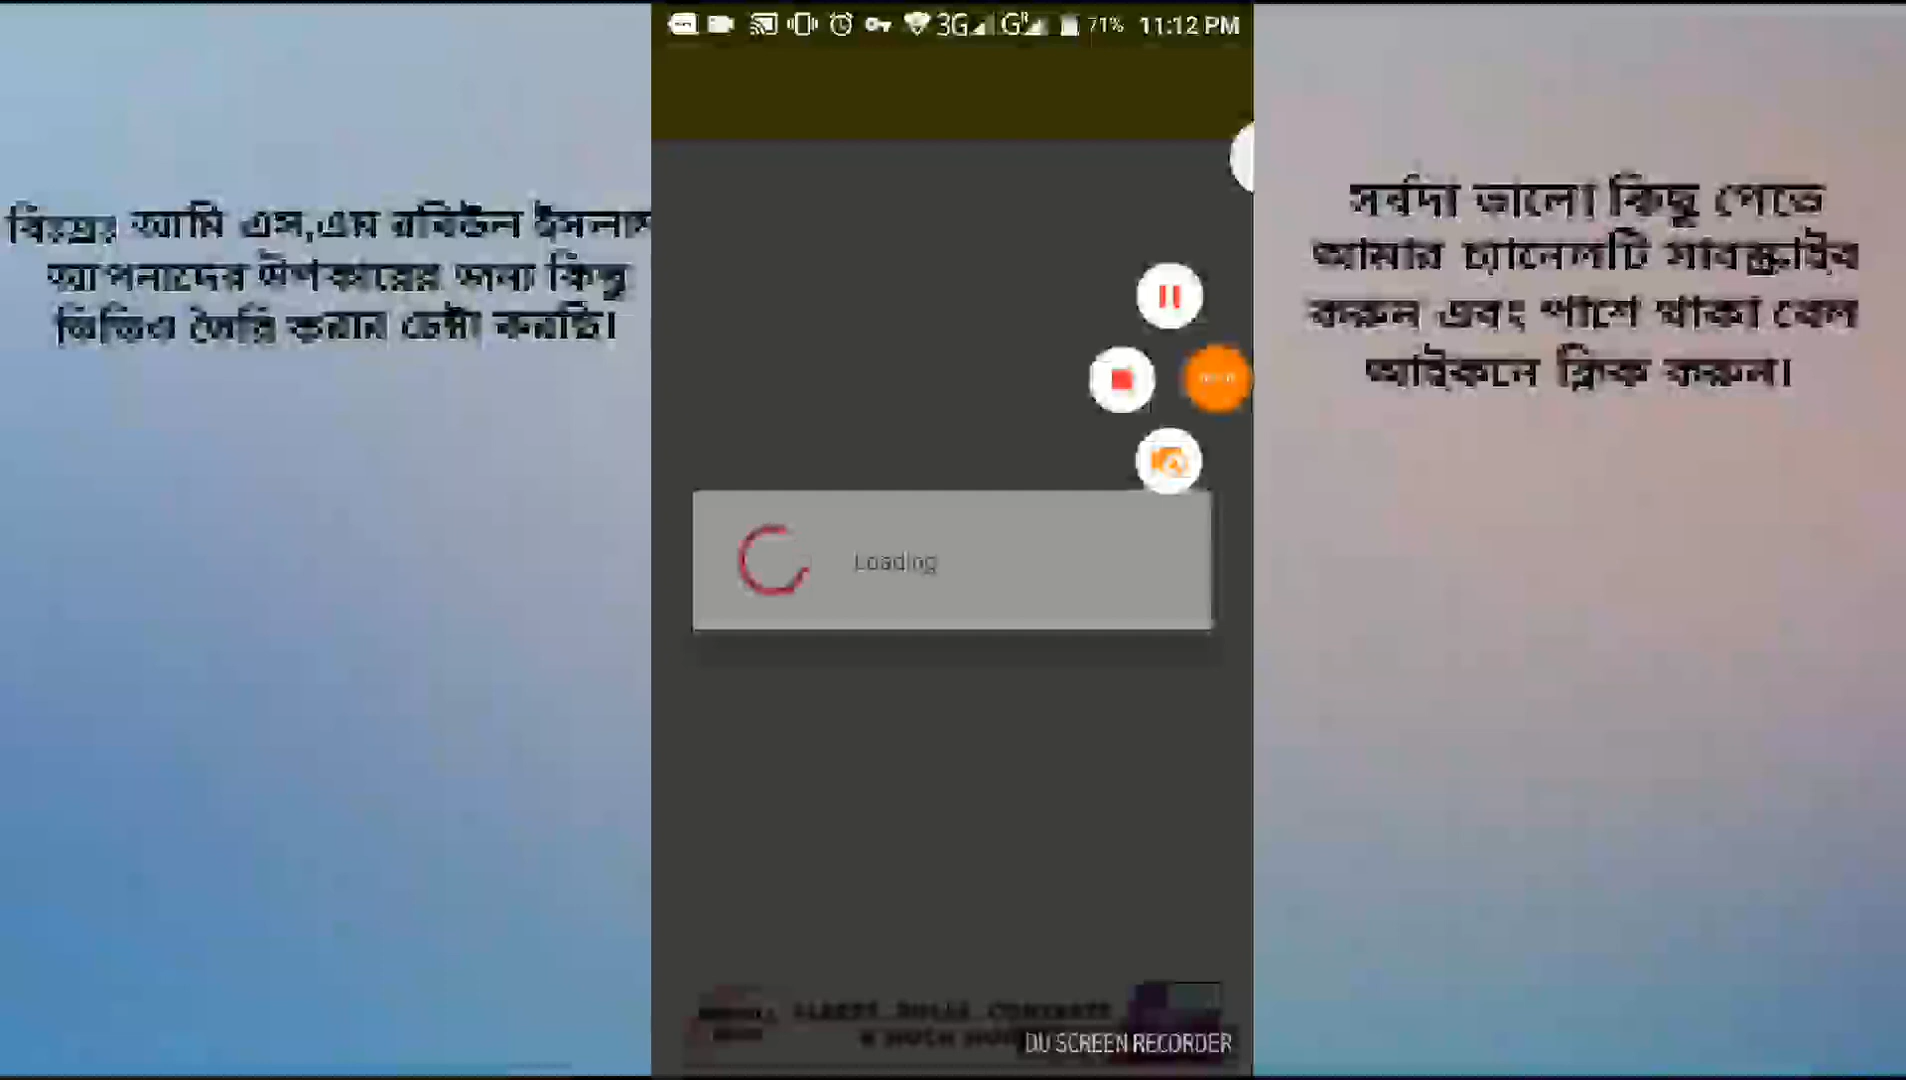 আমি এস,এম রবিউল ইসলাম
আপনাদের উপকারের জন্য কিছু
ভিডিও তৈরি করার চেষ্টা করছি।
3G 71% 11:12 PM
Loading
DU SCREEN RECORDER
সর্বদা ভালো কিছু পেতে
আমার চ্যানেলটি সাবস্ক্রাইব
করুন এবং পাশে থাকা বেল
আইকনে ক্লিক করুন।